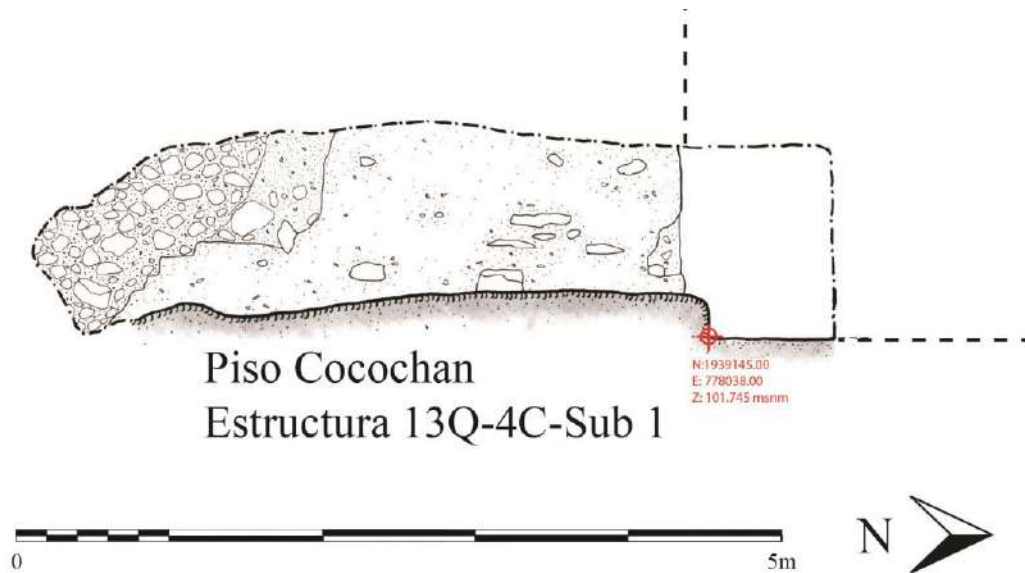 N:1939145.00
E: 778038.00
Z: 101.745 msnm
Piso Cocochan
Estructura 13Q-4C-Sub 1
0
5m
N